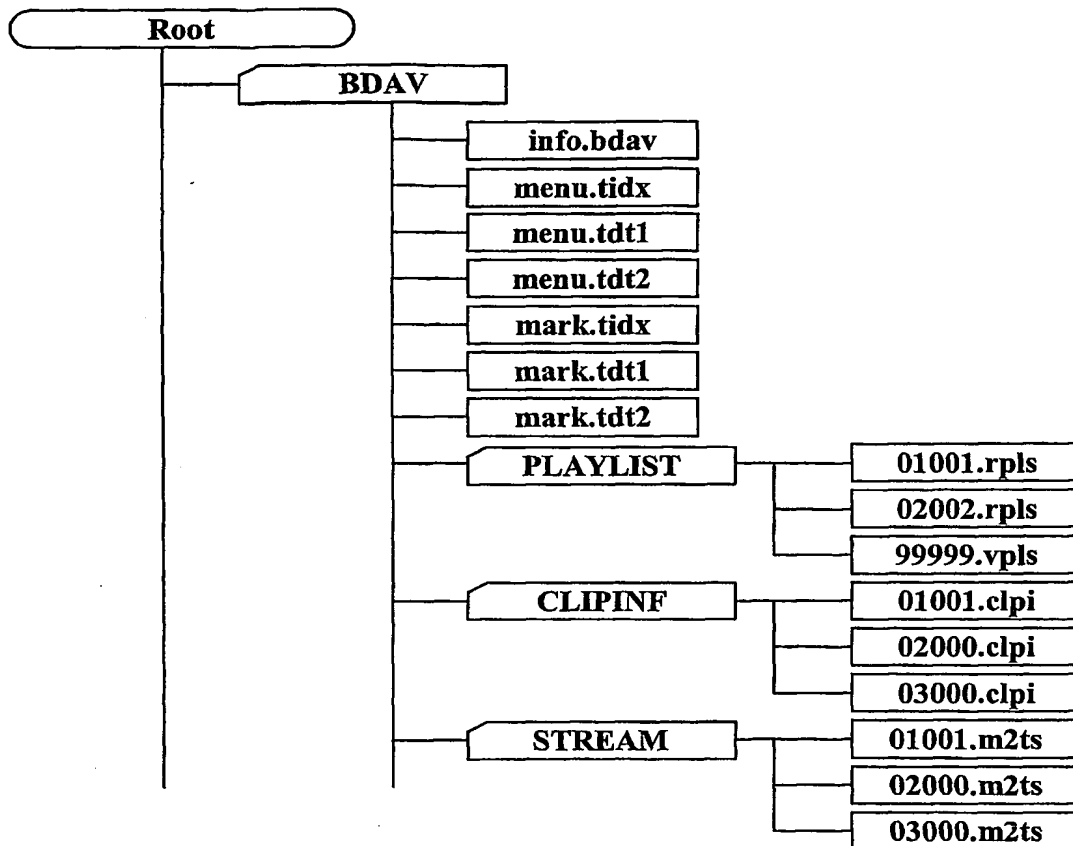 Root
BDAV
info.bdav
menu.tidx
menu.tdt1
menu.tdt2
mark.tidx
mark.tdt1
mark.tdt2
PLAYLIST
01001.rpls
02002.rpls
99999.vpls
CLIPINF
01001.clpi
02000.clpi
03000.clpi
STREAM
01001.m2ts
02000.m2ts
03000.m2ts